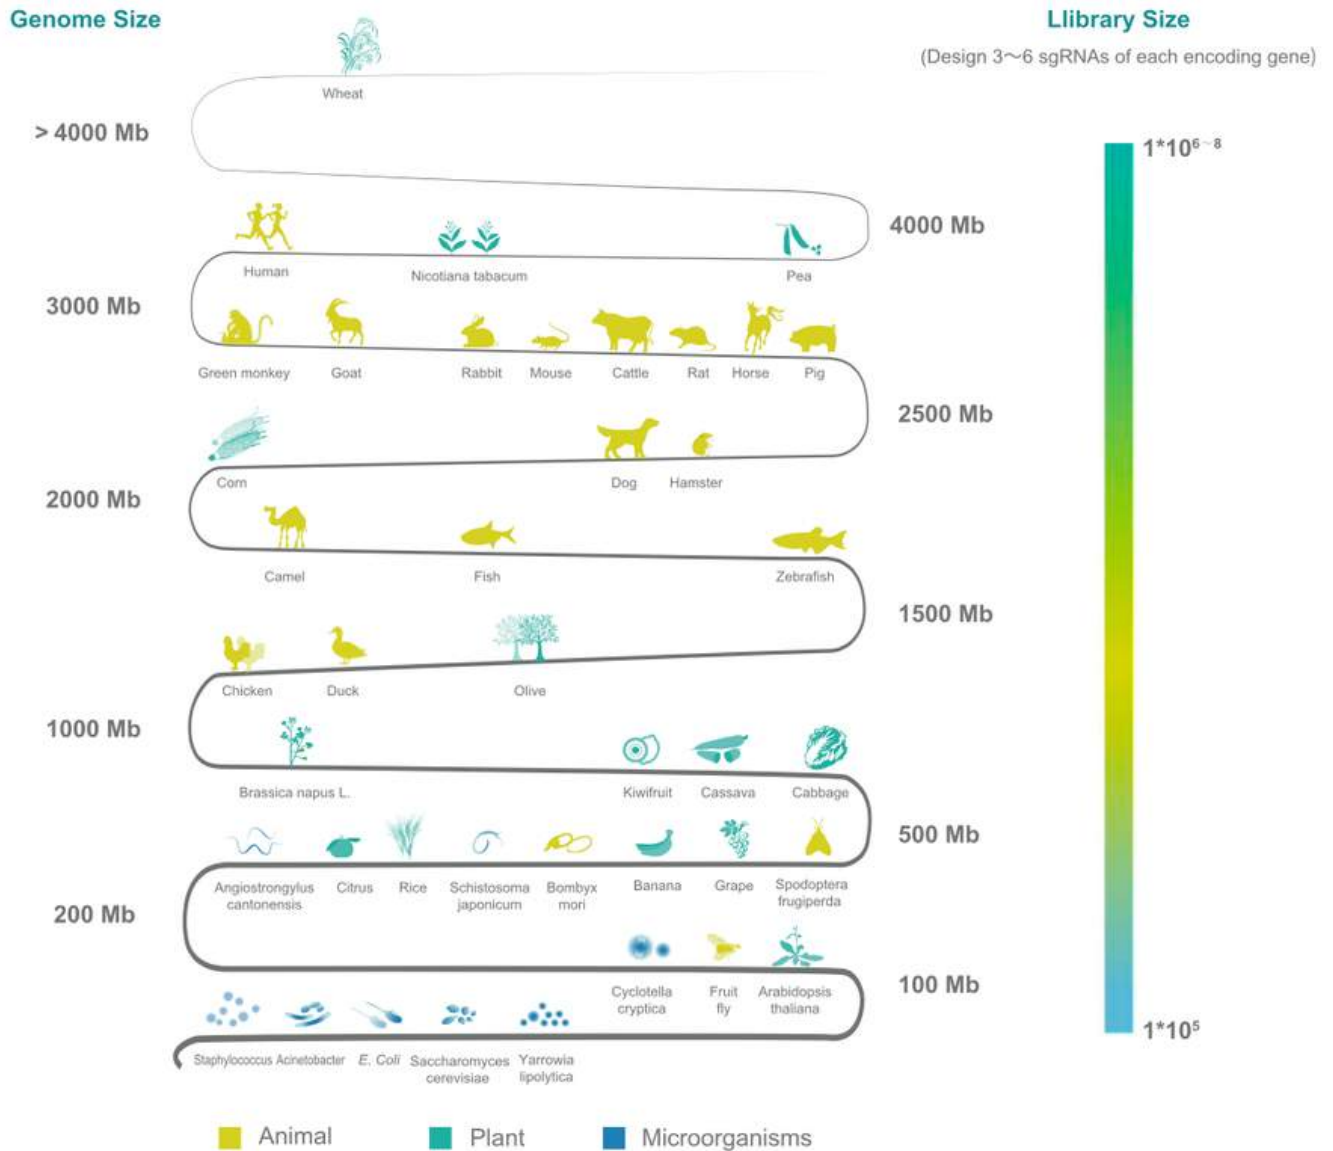 Genome Size
Llibrary Size
(Design 3～6 sgRNAs of each encoding gene)
Wheat
> 4000 Mb
1*10⁶～⁸
4000 Mb
Human
Nicotiana tabacum
Pea
3000 Mb
Green monkey
Goat
Rabbit
Mouse
Cattle
Rat
Horse
Pig
2500 Mb
Corn
Dog
Hamster
2000 Mb
Camel
Fish
Zebrafish
1500 Mb
Chicken
Duck
Olive
1000 Mb
Brassica napus L.
Kiwifruit
Cassava
Cabbage
500 Mb
Angiostrongylus
cantonensis
Citrus
Rice
Schistosoma
japonicum
Bombyx
mori
Banana
Grape
Spodoptera
frugiperda
200 Mb
Cyclotella
cryptica
Fruit
fly
Arabidopsis
thaliana
100 Mb
1*10⁵
Staphylococcus
Acinetobacter
E. Coli
Saccharomyces
cerevisiae
Yarrowia
lipolytica
Animal
Plant
Microorganisms